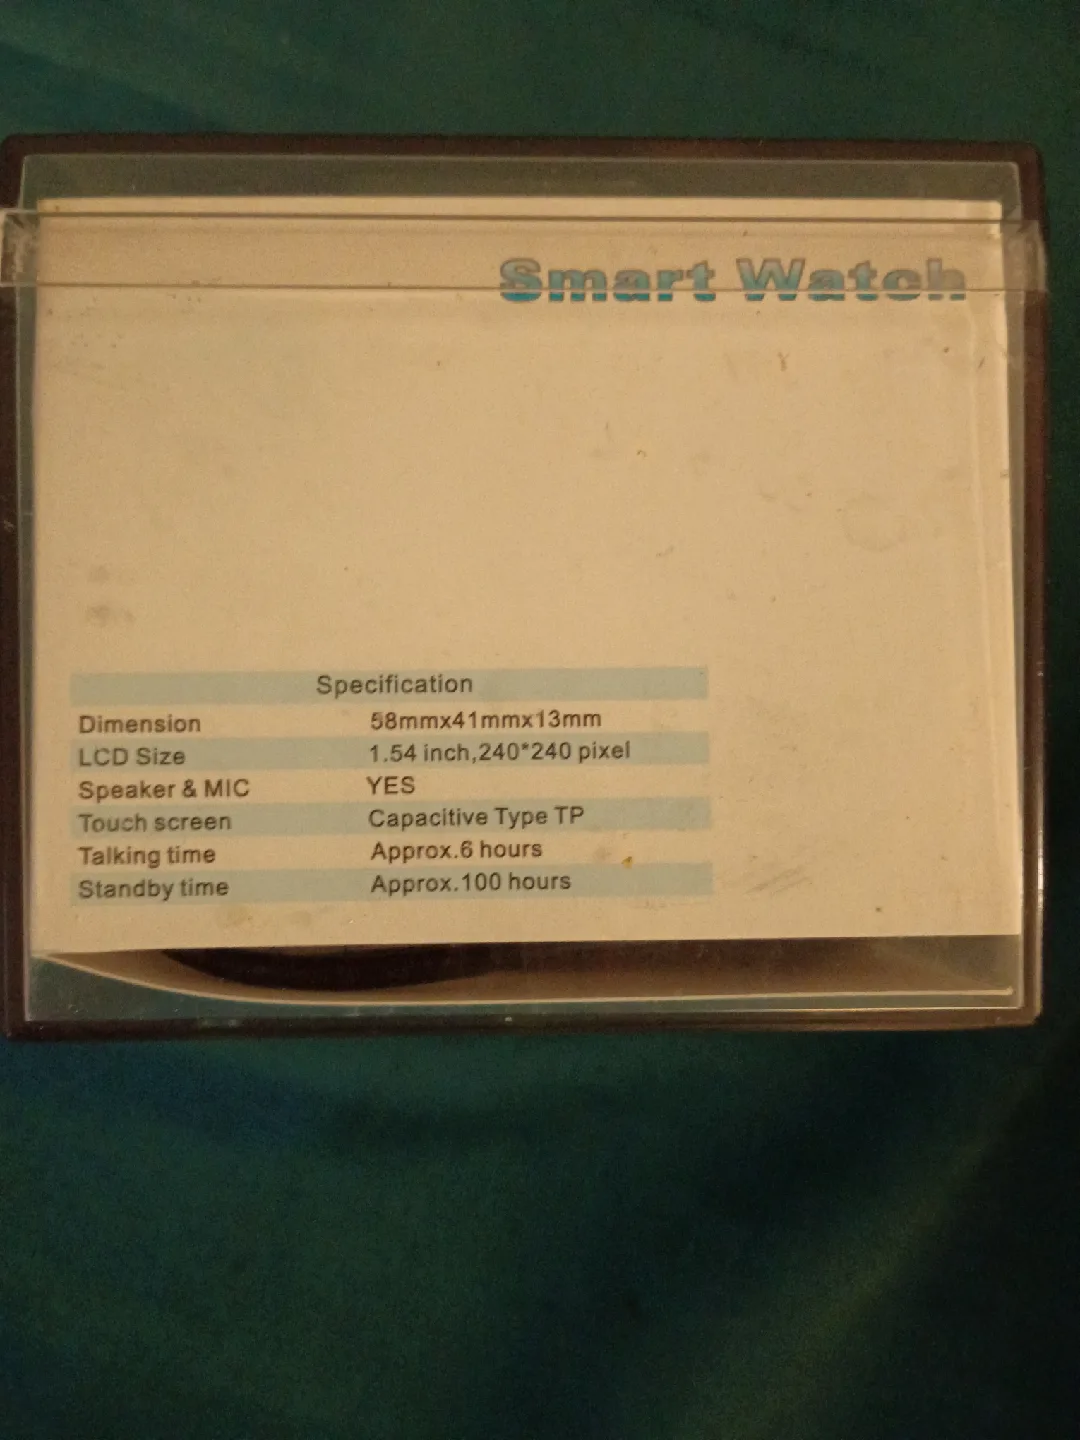 Smart Watch
Specification
Dimension 58mmx41mmx13mm
LCD Size 1.54 inch,240*240 pixel
Speaker & MIC YES
Touch screen Capacitive Type TP
Talking time Approx.6 hours
Standby time Approx.100 hours